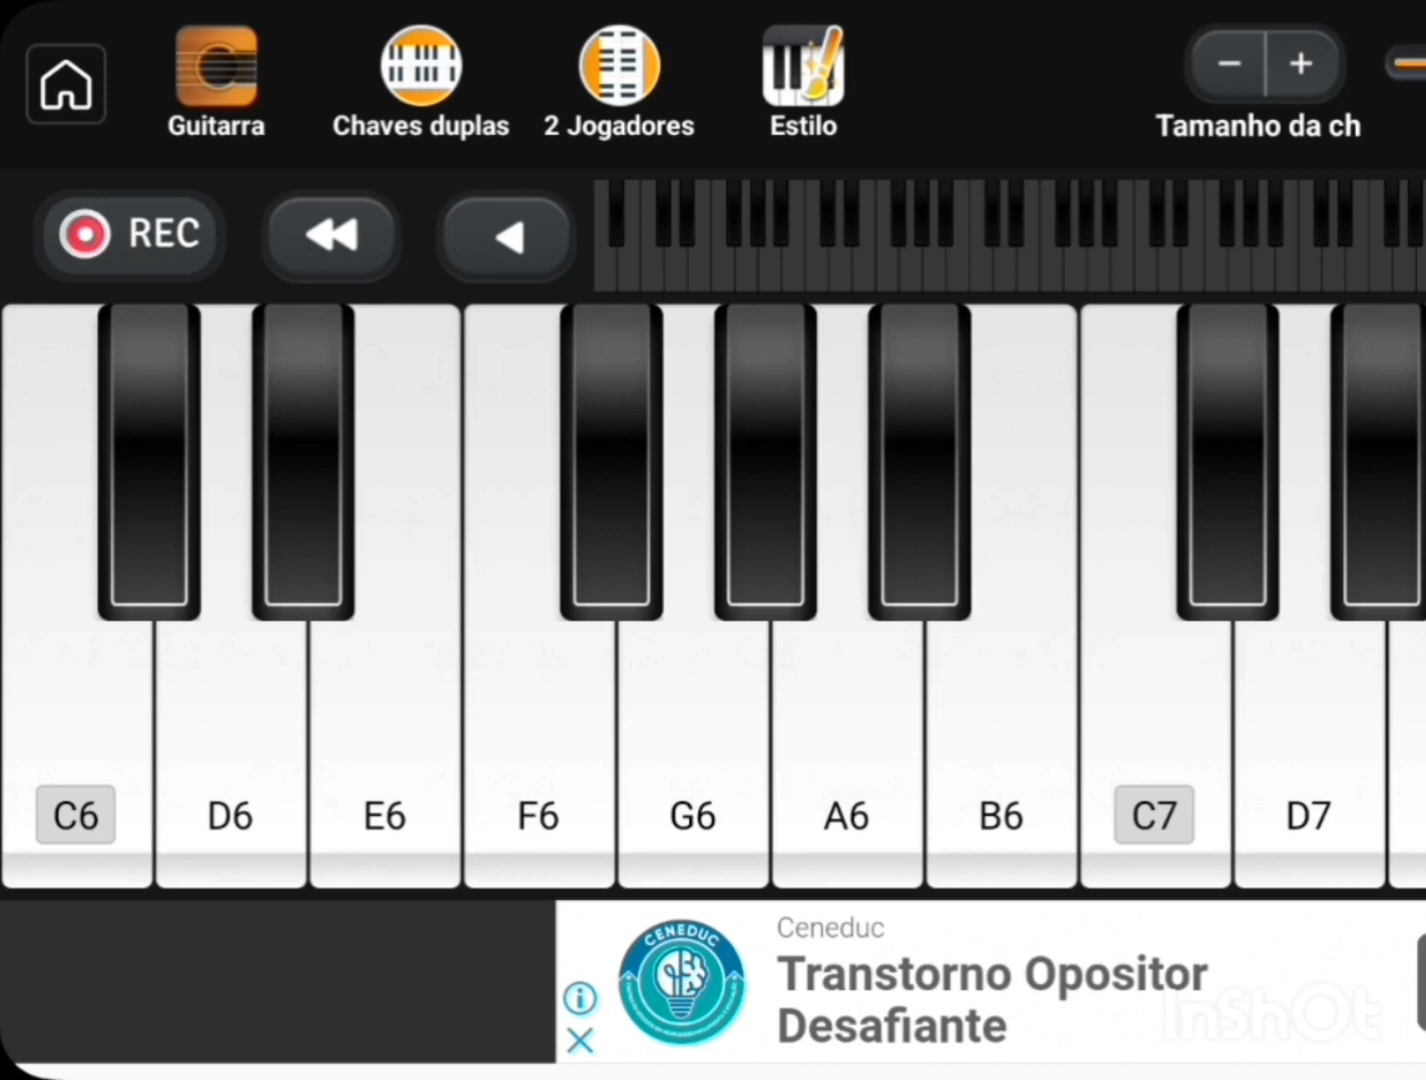 Guitarra
Chaves duplas
2 Jogadores
Estilo
Tamanho da ch
REC
C6 D6 E6 F6 G6 A6 B6 C7 D7
CENEDUC
Ceneduc
Transtorno Opositor
Desafiante
InShOt